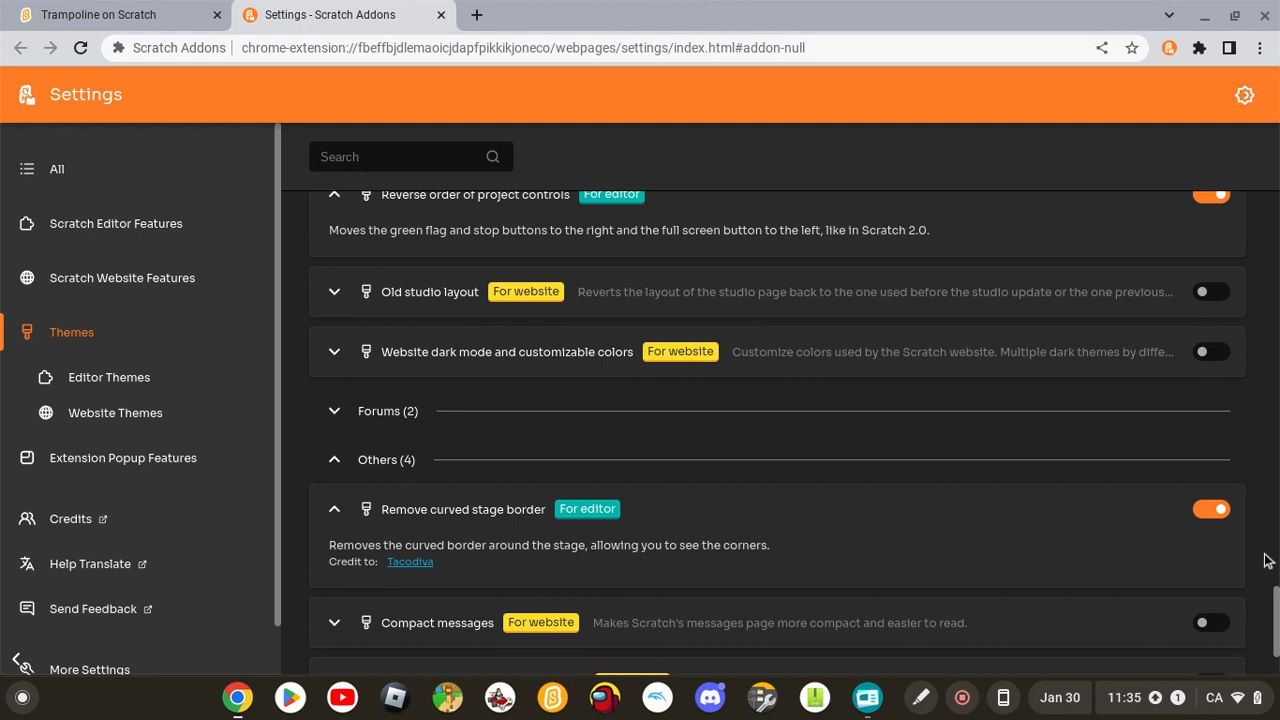 Trampoline on Scratch
Settings - Scratch Addons
Scratch Addons
chrome-extension://fbeffbjdlemaoicjdapfpikkikjoneco/webpages/settings/index.html#addon-null
Settings
All
Scratch Editor Features
Scratch Website Features
Themes
Editor Themes
Website Themes
Extension Popup Features
Credits
Help Translate
Send Feedback
More Settings
Search
Reverse order of project controls For editor
Moves the green flag and stop buttons to the right and the full screen button to the left, like in Scratch 2.0.
Old studio layout For website Reverts the layout of the studio page back to the one used before the studio update or the one previous...
Website dark mode and customizable colors For website Customize colors used by the Scratch website. Multiple dark themes by diffe...
Forums (2)
Others (4)
Remove curved stage border For editor
Removes the curved border around the stage, allowing you to see the corners.
Credit to: Tacodiva
Compact messages For website Makes Scratch's messages page more compact and easier to read.
Jan 30 11:35 1 CA